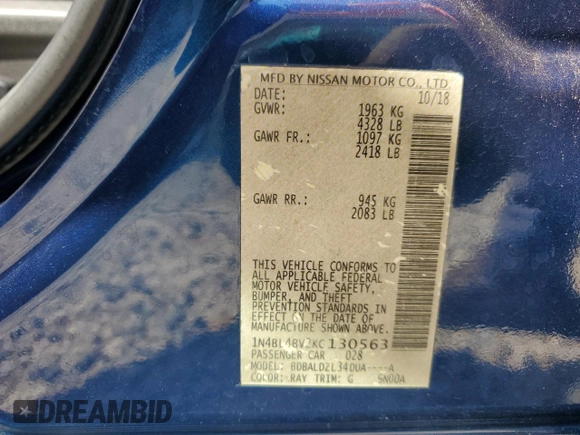 MFD BY NISSAN MOTOR CO., LTD.
DATE: 10/18
GVWR: 1963 KG
4328 LB
GAWR FR.: 1097 KG
2418 LB
GAWR RR.: 945 KG
2083 LB
THIS VEHICLE CONFORMS TO
ALL APPLICABLE FEDERAL
MOTOR VEHICLE SAFETY,
BUMPER, AND THEFT
PREVENTION STANDARDS IN
EFFECT ON THE DATE OF
MANUFACTURE SHOWN ABOVE.
1N4BL4BV2KC130563
PASSENGER CAR 028
MODEL: BDBALDZL34DUA----A
COLOR: RAY TRIM: G SN00A
DREAMBID